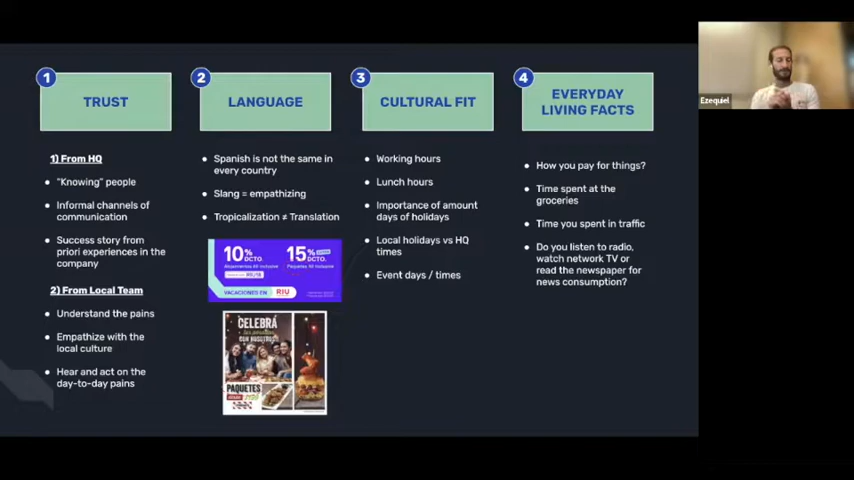 1
TRUST
1) From HQ
"Knowing" people
Informal channels of
communication
Success story from
priori experiences in the
company
2) From Local Team
Understand the pains
Empathize with the
local culture
Hear and act on the
day-to-day pains
2
LANGUAGE
Spanish is not the same in
every country
Slang = empathizing
Tropicalization ≠ Translation
10%
DCTO.
15%
DCTO.
VACACIONES EN RIU
CELEBRÁ
CON NOSOTROS
PAQUETES
3
CULTURAL FIT
Working hours
Lunch hours
Importance of amount
days of holidays
Local holidays vs HQ
times
Event days / times
4
EVERYDAY
LIVING FACTS
How you pay for things?
Time spent at the
groceries
Time you spent in traffic
Do you listen to radio,
watch network TV or
read the newspaper for
news consumption?
Ezequiel